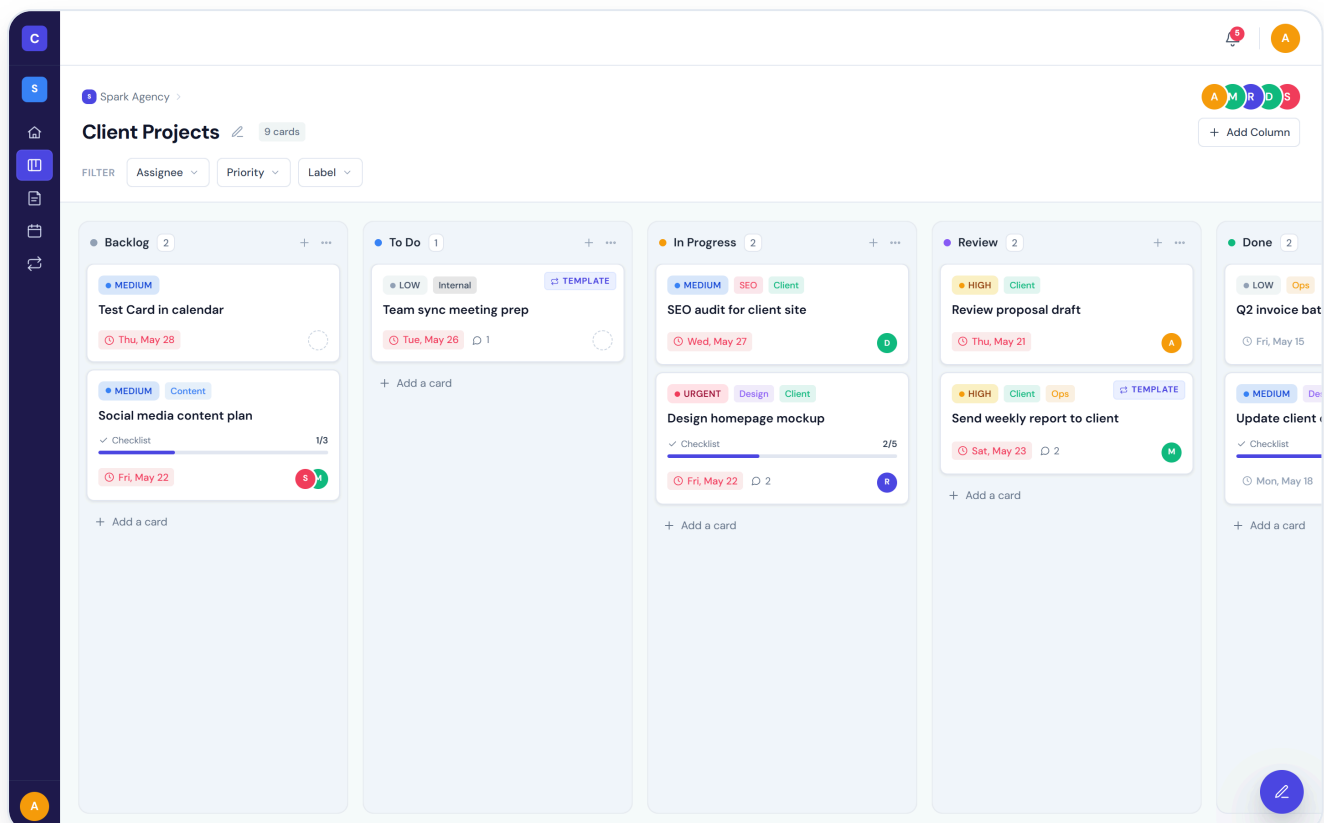 C
5
A
S
S Spark Agency
A M R D S
Client Projects
9 cards
Add Column
FILTER
Assignee
Priority
Label
Backlog 2
MEDIUM
Test Card in calendar
Thu, May 28
MEDIUM Content
Social media content plan
Checklist 1/3
Fri, May 22
S M
+ Add a card
To Do 1
LOW Internal
TEMPLATE
Team sync meeting prep
Tue, May 26 1
+ Add a card
In Progress 2
MEDIUM SEO Client
SEO audit for client site
Wed, May 27
D
URGENT Design Client
Design homepage mockup
Checklist 2/5
Fri, May 22 2
R
+ Add a card
Review 2
HIGH Client
Review proposal draft
Thu, May 21
A
HIGH Client Ops
TEMPLATE
Send weekly report to client
Sat, May 23 2
M
+ Add a card
Done 2
LOW Ops
Q2 invoice
Fri, May 15
MEDIUM
Update client
Checklist
Mon, May 18
+ Add a card
A